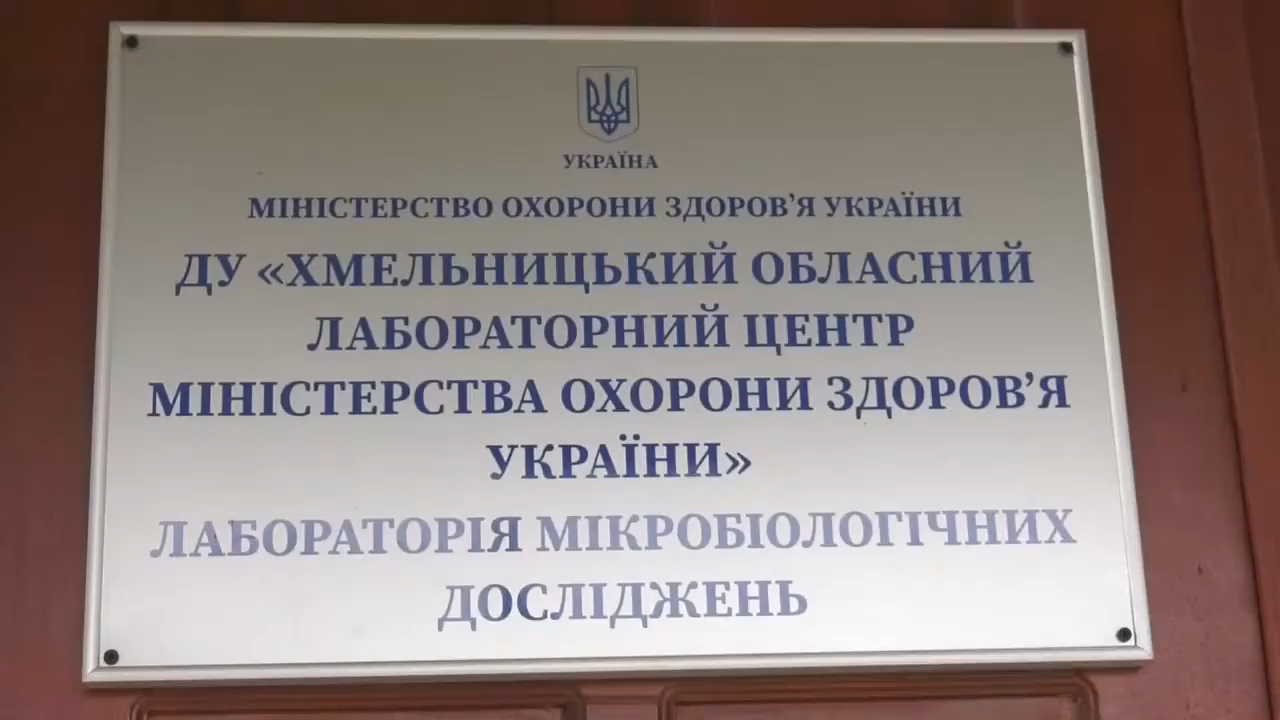 УКРАЇНА
МІНІСТЕРСТВО ОХОРОНИ ЗДОРОВ’Я УКРАЇНИ
ДУ «ХМЕЛЬНИЦЬКИЙ ОБЛАСНИЙ
ЛАБОРАТОРНИЙ ЦЕНТР
МІНІСТЕРСТВА ОХОРОНИ ЗДОРОВ’Я
УКРАЇНИ»
ЛАБОРАТОРІЯ МІКРОБІОЛОГІЧНИХ
ДОСЛІДЖЕНЬ